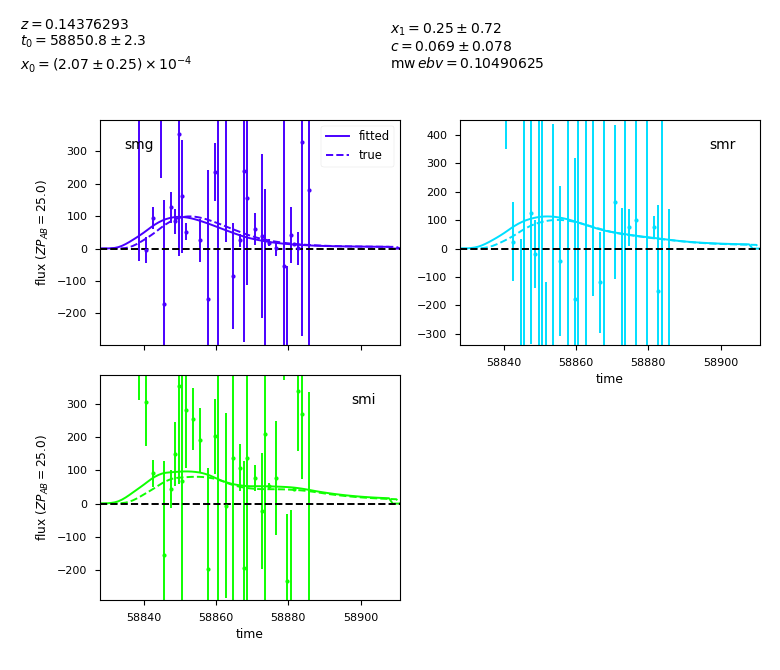 z = 0.14376293
t₀ = 58850.8 ± 2.3
x₀ = (2.07 ± 0.25) × 10⁻⁴
x₁ = 0.25 ± 0.72
c = 0.069 ± 0.078
mw ebv = 0.10490625
smg
fitted
true
300
200
100
0
−100
−200
flux (ZP_AB = 25.0)
smr
400
300
200
100
0
−100
−200
−300
58840 58860 58880 58900
time
smi
300
200
100
0
−100
−200
flux (ZP_AB = 25.0)
58840 58860 58880 58900
time